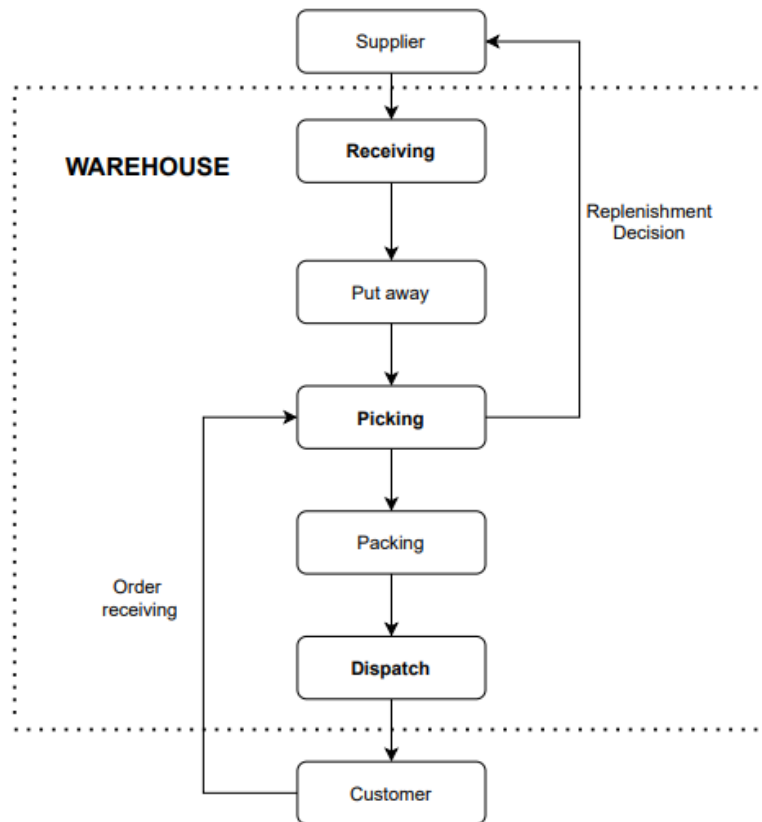 Supplier
WAREHOUSE
Receiving
Replenishment
Decision
Put away
Picking
Packing
Order
receiving
Dispatch
Customer